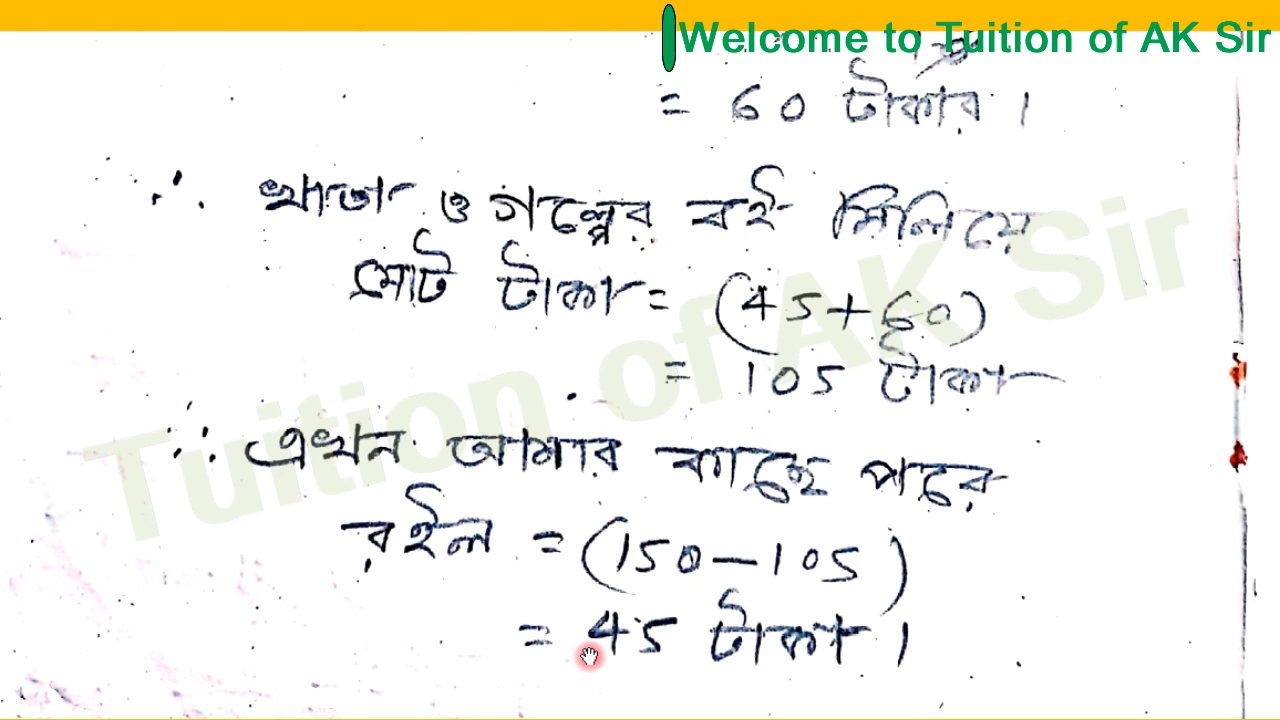 Welcome to Tuition of AK Sir
= 60 টাকার ।
∴ খাতা ও গল্পের বই মিলিয়ে
মোট টাকা = (45+60)
= 105 টাকা
∴ এখন আমার কাছে পরে
রইল = (150-105)
= 45 টাকা ।
Tuition of AK Sir